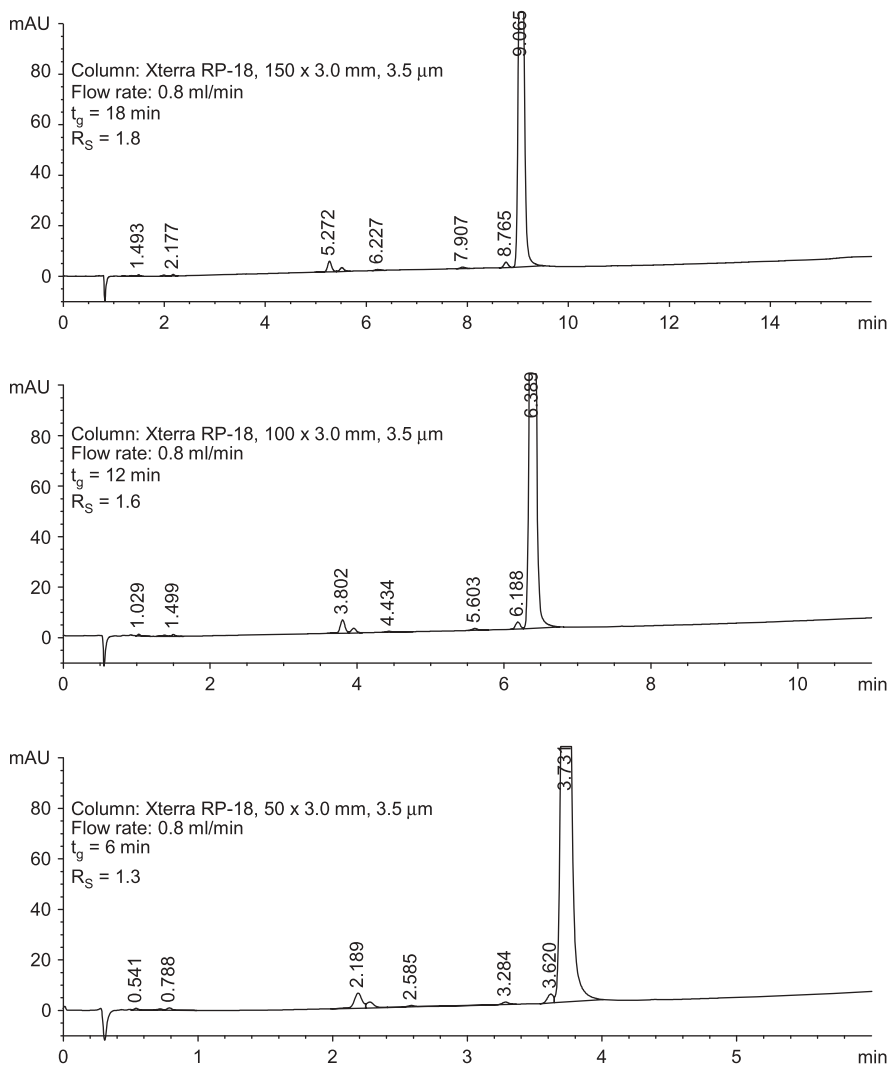 mAU
9.065
80
Column: Xterra RP-18, 150 x 3.0 mm, 3.5 µm
Flow rate: 0.8 ml/min
tg = 18 min
60
RS = 1.8
40
20
1.493
2.177
5.272
6.227
7.907
8.765
0
0 2 4 6 8 10 12 14 min
mAU
6.389
80
Column: Xterra RP-18, 100 x 3.0 mm, 3.5 µm
Flow rate: 0.8 ml/min
tg = 12 min
60
RS = 1.6
40
20
1.029
1.499
3.802
4.434
5.603
6.188
0
0 2 4 6 8 10 min
mAU
3.731
80
Column: Xterra RP-18, 50 x 3.0 mm, 3.5 µm
Flow rate: 0.8 ml/min
tg = 6 min
60
RS = 1.3
40
20
0.541
0.788
2.189
2.585
3.284
3.620
0
0 1 2 3 4 5 min